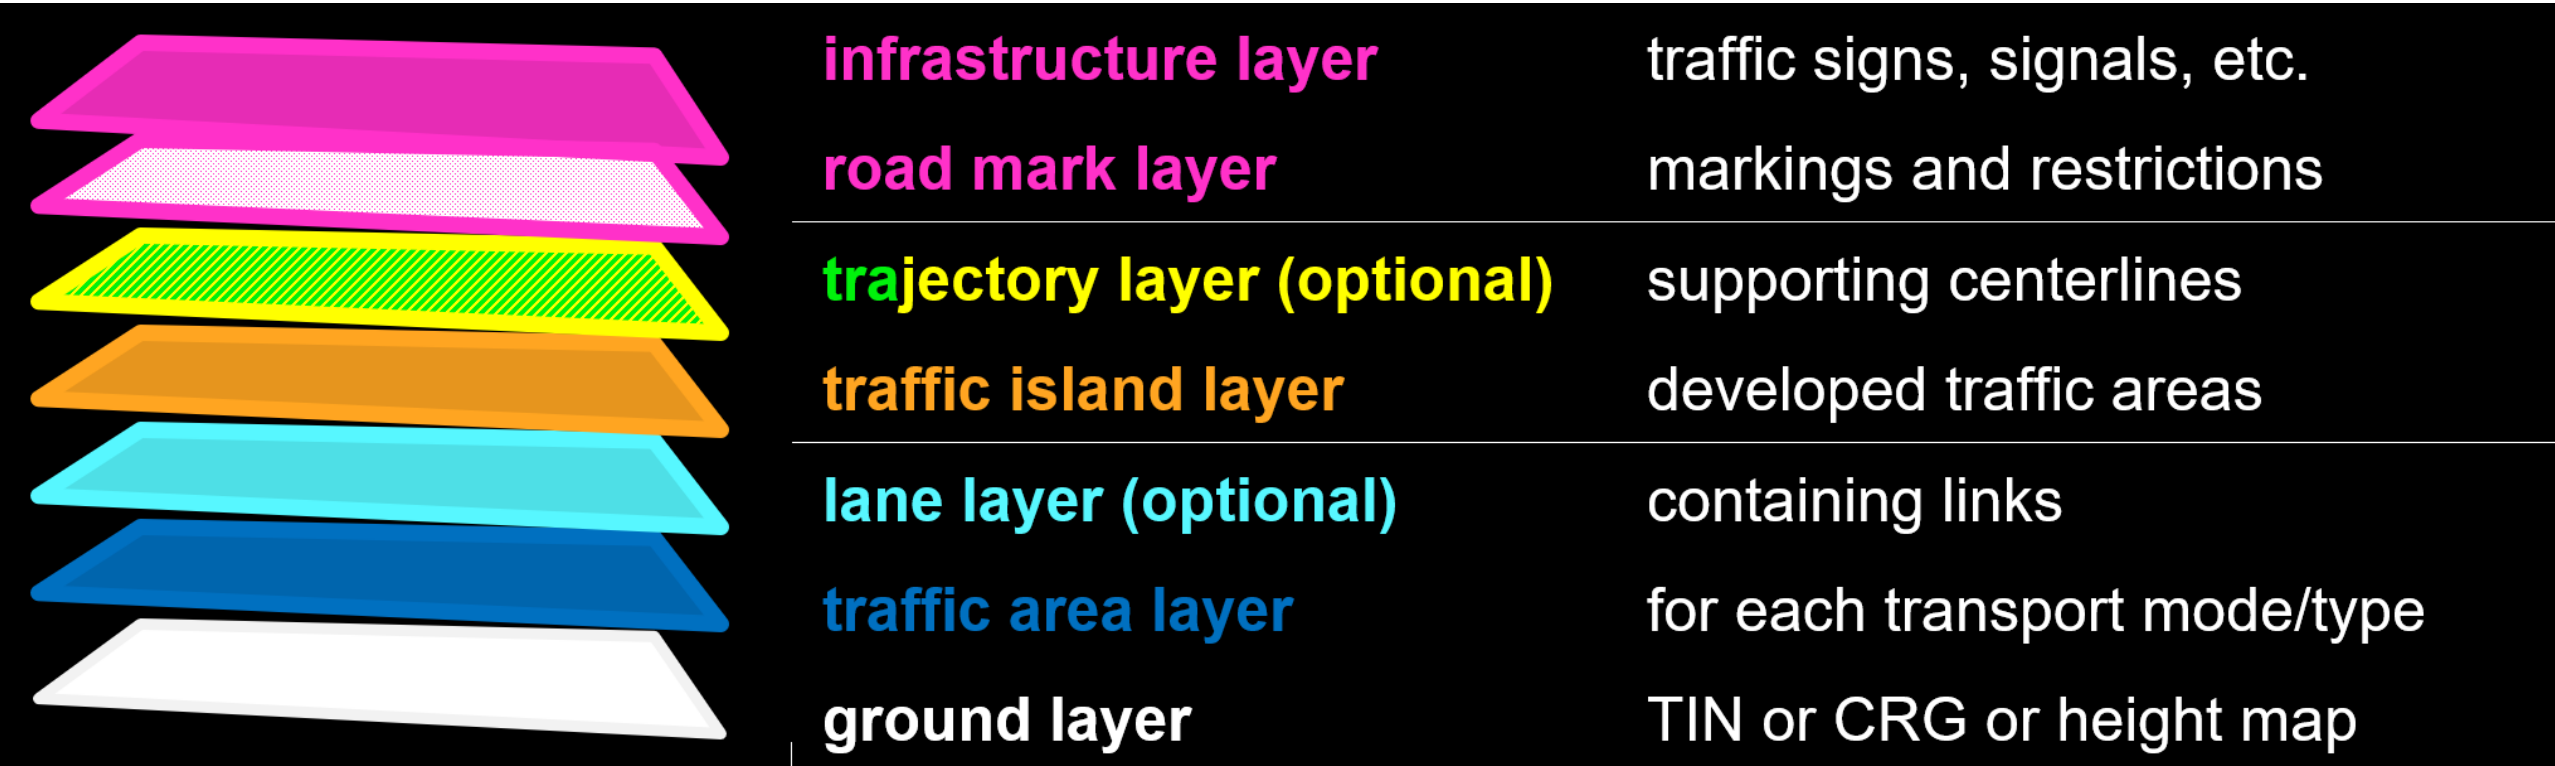 infrastructure layer traffic signs, signals, etc.
road mark layer markings and restrictions
trajectory layer (optional) supporting centerlines
traffic island layer developed traffic areas
lane layer (optional) containing links
traffic area layer for each transport mode/type
ground layer TIN or CRG or height map